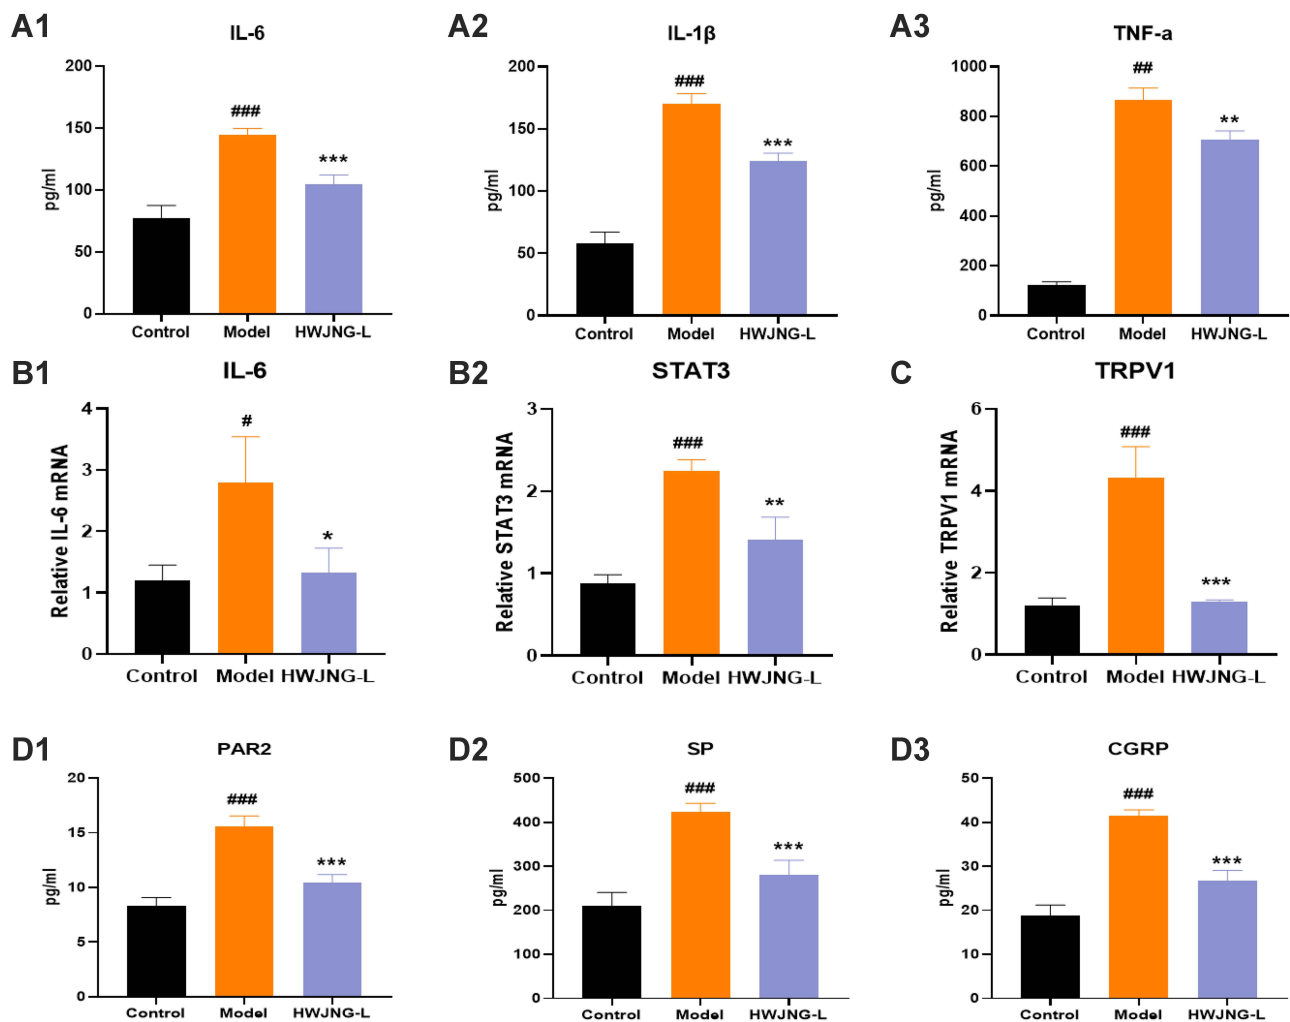 A1
IL-6
200
150
100
50
0
pg/ml
###
***
Control Model HWJNG-L
A2
IL-1β
200
150
100
50
0
pg/ml
###
***
Control Model HWJNG-L
A3
TNF-a
1000
800
600
400
200
0
pg/ml
##
**
Control Model HWJNG-L
B1
IL-6
4
3
2
1
0
Relative IL-6 mRNA
#
*
Control Model HWJNG-L
B2
STAT3
3
2
1
0
Relative STAT3 mRNA
###
**
Control Model HWJNG-L
C
TRPV1
6
4
2
0
Relative TRPV1 mRNA
###
***
Control Model HWJNG-L
D1
PAR2
20
15
10
5
0
pg/ml
###
***
Control Model HWJNG-L
D2
SP
500
400
300
200
100
0
pg/ml
###
***
Control Model HWJNG-L
D3
CGRP
50
40
30
20
10
0
pg/ml
###
***
Control Model HWJNG-L